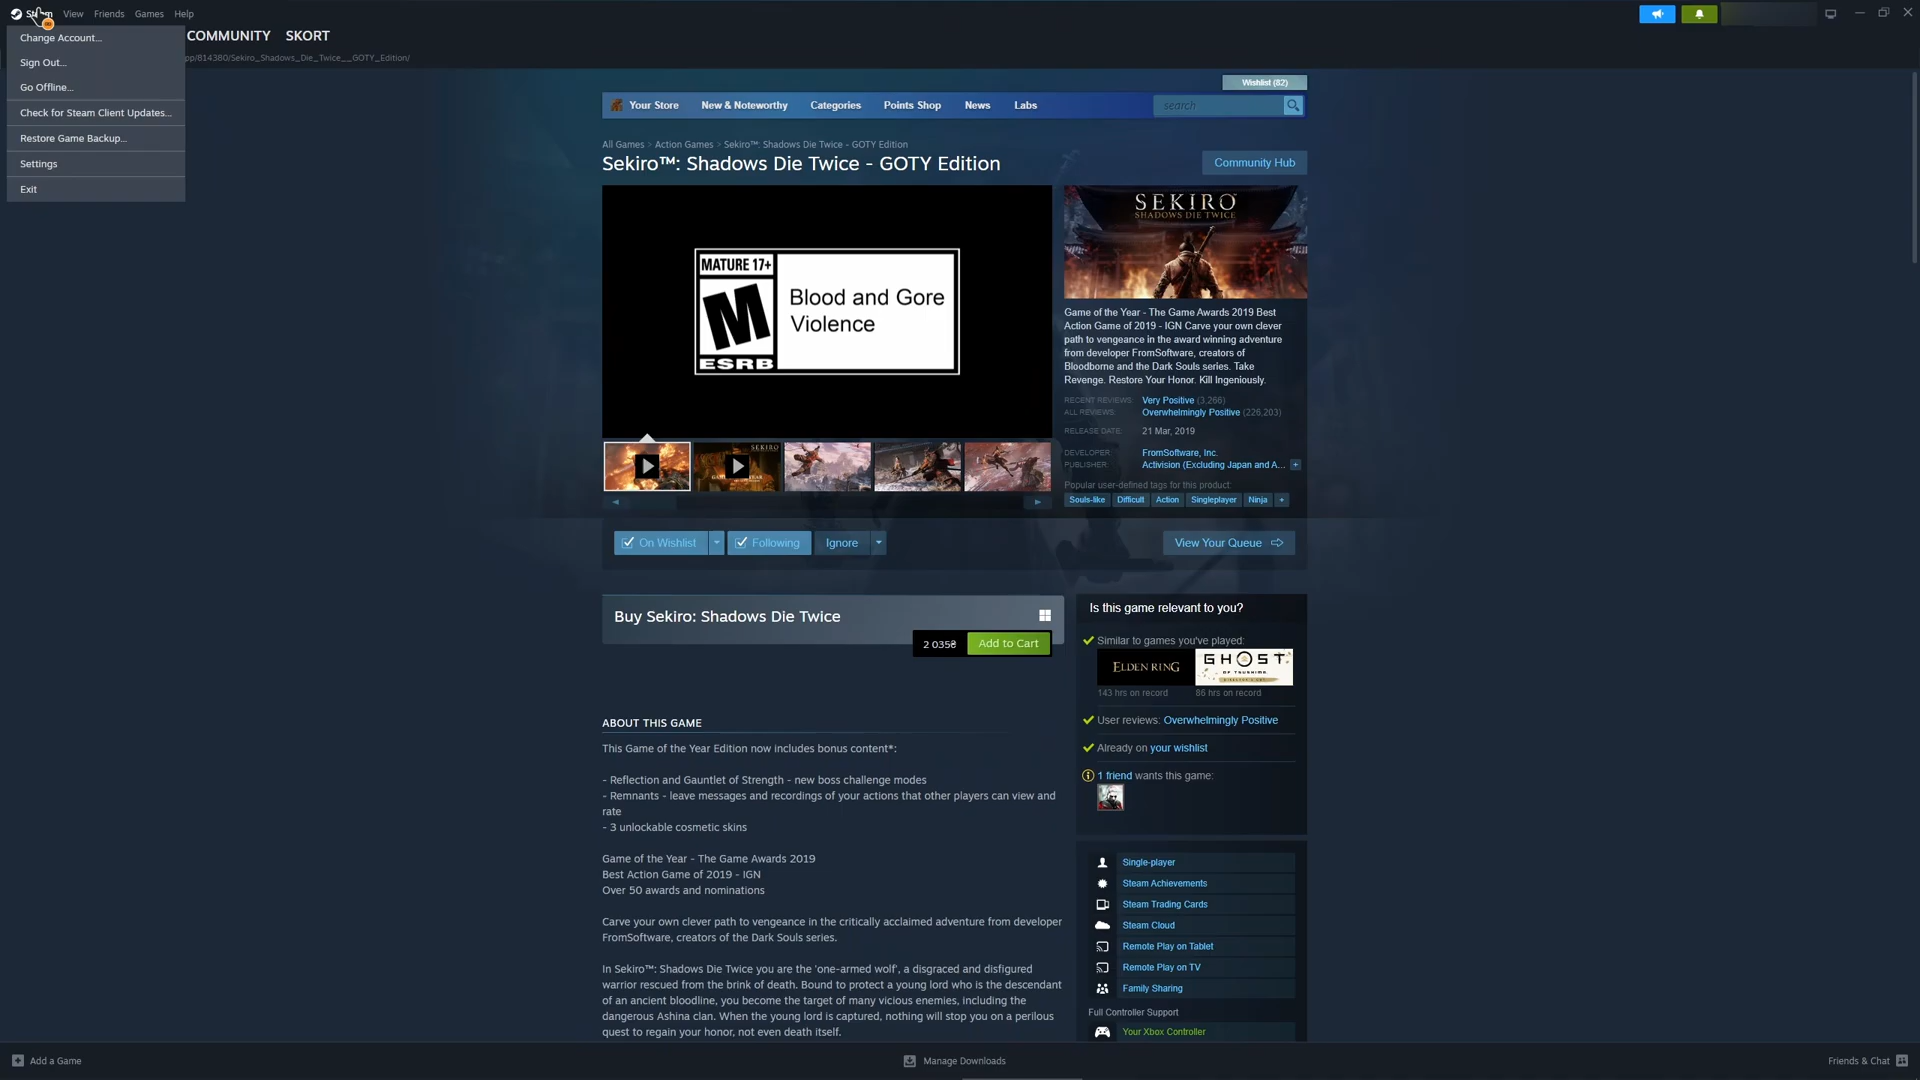 Steam View Friends Games Help
Change Account...
Sign Out...
Go Offline...
Check for Steam Client Updates...
Restore Game Backup...
Settings
Exit
COMMUNITY SKORT
pp/814380/Sekiro_Shadows_Die_Twice__GOTY_Edition/
Wishlist (82)
Your Store New & Noteworthy Categories Points Shop News Labs search
All Games > Action Games > Sekiro™: Shadows Die Twice - GOTY Edition
Sekiro™: Shadows Die Twice - GOTY Edition
Community Hub
MATURE 17+
M
ESRB
Blood and Gore
Violence
SEKIRO
SHADOWS DIE TWICE
Game of the Year - The Game Awards 2019 Best
Action Game of 2019 - IGN Carve your own clever
path to vengeance in the award winning adventure
from developer FromSoftware, creators of
Bloodborne and the Dark Souls series. Take
Revenge. Restore Your Honor. Kill Ingeniously.
RECENT REVIEWS: Very Positive (3,266)
ALL REVIEWS: Overwhelmingly Positive (226,203)
RELEASE DATE: 21 Mar, 2019
DEVELOPER: FromSoftware, Inc.
PUBLISHER: Activision (Excluding Japan and A... +
Popular user-defined tags for this product:
Souls-like Difficult Action Singleplayer Ninja +
SEKIRO
On Wishlist Following Ignore View Your Queue
Buy Sekiro: Shadows Die Twice
2 035₴ Add to Cart
ABOUT THIS GAME
This Game of the Year Edition now includes bonus content*:
- Reflection and Gauntlet of Strength - new boss challenge modes
- Remnants - leave messages and recordings of your actions that other players can view and
rate
- 3 unlockable cosmetic skins
Game of the Year - The Game Awards 2019
Best Action Game of 2019 - IGN
Over 50 awards and nominations
Carve your own clever path to vengeance in the critically acclaimed adventure from developer
FromSoftware, creators of the Dark Souls series.
In Sekiro™: Shadows Die Twice you are the 'one-armed wolf', a disgraced and disfigured
warrior rescued from the brink of death. Bound to protect a young lord who is the descendant
of an ancient bloodline, you become the target of many vicious enemies, including the
dangerous Ashina clan. When the young lord is captured, nothing will stop you on a perilous
quest to regain your honor, not even death itself.
Is this game relevant to you?
Similar to games you've played:
ELDEN RING
GHOST
OF TSUSHIMA
143 hrs on record 86 hrs on record
User reviews: Overwhelmingly Positive
Already on your wishlist
1 friend wants this game:
Single-player
Steam Achievements
Steam Trading Cards
Steam Cloud
Remote Play on Tablet
Remote Play on TV
Family Sharing
Full Controller Support
Your Xbox Controller
Add a Game Manage Downloads Friends & Chat